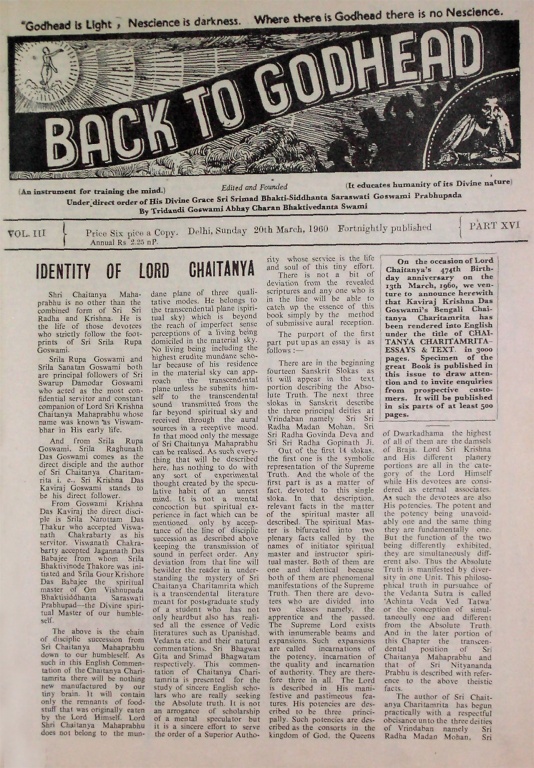 "Godhead is Light, Nescience is darkness. Where there is Godhead there is no Nescience.
BACK TO GODHEAD
(An instrument for training the mind.)
Edited and Founded
(It educates humanity of its Divine nature)
Under direct order of His Divine Grace Sri Srimad Bhakti-Siddhanta Saraswati Goswami Prabhupada
By Tridandi Goswami Abhay Charan Bhaktivedanta Swami
VOL. III
Price Six pice a Copy. Delhi, Sunday 20th March, 1960 Fortnightly published
Annual Rs. 2.25 nP.
PART XVI
IDENTITY OF LORD CHAITANYA
Shri Chaitanya Maha-
prabhu is no other than the
combined form of Sri Sri
Radha and Krishna. He is
the life of those devotees
who strictly follow the foot-
prints of Sri Srila Rupa
Goswami.
Srila Rupa Goswami and
Srila Sanatan Goswami both
are principal followers of Sri
Swarup Damodar Goswami
who acted as the most con-
fidential servitor and constant
companion of Lord Sri Krishna
Chaitanya Mahaprabhu whose
name was known as Viswam-
bhar in His early life.
And from Srila Rupa
Goswami, Srila Raghunath
Das Goswami comes as the
direct disciple and the author
of Sri Chaitanya Charitam-
rita i. e., Sri Krishna Das
Kaviraj Goswami stands to
be his direct follower.
From Goswami Krishna
Das Kaviraj the direct disci-
ple is Srila Narottam Das
Thakur who accepted Viswa-
nath Chakrabarty as his
servitor. Viswanath Chakra-
barty accepted Jagannath Das
Babajee from whom Srila
Bhaktivinode Thakore was ini-
tiated and Srila Gour Krishore
Das Babajee the spiritual
master of Om Vishnupada
Bhaktisiddhanta Saraswati
Prabhupad—the Divine spiri-
tual Master of our humble-
self.
The above is the chain
of disciplic succession from
Sri Chaitanya Mahaprabhu
down to our humbleself. As
such in this English Commen-
tation of the Chaitanya Chari-
tamrita there will be nothing
new manufactured by our
tiny brain. It will contain
only the remnants of food-
stuff that was originally eaten
by the Lord Himself. Lord
Shri Chaitanya Mahaprabhu
does not belong to the mun-
dane plane of three quali-
tative modes. He belongs to
the transcendental plane (spiri-
tual sky) which is beyond
the reach of imperfect sense
perceptions of a living being
domiciled in the material sky.
No living being including the
highest erudite mundane scho-
lar because of his residence
in the material sky can app-
roach the transcendental
plane unless he submits him-
self to the transcendental
sound transmitted from the
far beyond spiritual sky and
received through the aural
sources in a receptive mood.
In that mood only the message
of Sri Chaitanya Mahaprabhu
can be realised. As such every-
thing that will be described
here, has nothing to do with
any sort of experimental
thought created by the specu-
lative habit of an unrest
mind. It is not a mental
concoction but spiritual ex-
perience in fact which can be
mentioned only by accep-
tance of the line of disciplic
succession as described above
keeping the transmission of
sound in perfect order. Any
deviation from that line will
bewilder the reader in under-
standing the mystery of Sri
Chaitanya Charitamrita which
is a transcendental literature
meant for postgraduate study
of a student who has not
only heardbut also has reali-
sed all the essence of Vedic
literatures such as Upanishad,
Vedanta etc. and their natural
commentations, Sri Bhagwat
Gita and Srimad Bhagwatam
respectively. This commen-
tation of Chaitanya Chari-
tamrita is presented for the
study of sincere English scho-
lars who are really seeking
the Absolute truth. It is not
an arrogance of scholarship
of a mental speculator but
it is a sincere effort to serve
the order of a Superior Autho-
rity whose service is the life
and soul of this tiny effort.
There is not a bit of
deviation from the revealed
scriptures and any one who is
in the line will be able to
catch up the essence of this
book simply by the method
of submissive aural reception.
The purport of the first
part put up as an essay is as
follows :—
There are in the beginning
fourteen Sanskrit Slokas as
it will appear in the text
portion describing the Abso-
lute Truth. The next three
slokas in Sanskrit describe
the three principal deities at
Vrindaban namely Sri Sri
Radha Madan Mohan, Sri
Sri Radha Govinda Deva and
Sri Sri Radha Gopinath Ji.
Out of the first 14 slokas,
the first one is the symbolic
representation of the Supreme
Truth. And the whole of the
first part is as a matter of
fact, devoted to this single
sloka. In that description,
relevant facts in the matter
of the spiritual master all
described. The spiritual Mas-
ter is bifurcated into two
plenary facts called by the
names of initiator spiritual
master and instructor spiri-
tual master. Both of them are
one and identical because
both of them are phenomenal
manifestations of the Supreme
Truth. Then there are devo-
tees who are divided into
two classes namely, the
apprentice and the passed.
The Supreme Lord exists
with innumerable beams and
expansions. Such expansions
are called incarnations of
the potency, incarnation of
the quality and incarnation
of authority. They are there-
fore three in all. The Lord
is described in His mani-
festive and pastimeous fea-
tures. His potencies are des-
cribed to be three princi-
pally. Such potencies are des-
cribed as the consorts in the
kingdom of God, the Queens
On the occasion of Lord
Chaitanya's 474th Birth-
day anniversary on the
13th March, 1960, we ven-
ture to announce herewith
that Kaviraj Krishna Das
Goswami's Bengali Chai-
tanya Charitamrita has
been rendered into English
under the title of CHAI-
TANYA CHARITAMRITA—
ESSAYS & TEXT. in 3000
pages. Specimen of the
great Book is published in
this issue to draw atten-
tion and to invite enquiries
from prospective custo-
mers. It will be published
in six parts of at least 500
pages.
of Dwarkadhama the highest
of all of them are the damsels
of Braja. Lord Sri Krishna
and His different plenary
portions are all in the cate-
gory of the Lord Himself
while His devotees are consi-
dered as eternal associates.
As such the devotees are also
His potencies. The potent and
the potency being unavoid-
ably one and the same thing
they are fundamentally one.
But the function of the two
being differently exhibited,
they are simultaneously diff-
erent also. Thus the Absolute
Truth is manifested by diver-
sity in one Unit. This philoso-
phical truth in pursuance of
the Vedanta Sutra is called
'Achinta Veda Ved Tatwa'
or the conception of simul-
taneously one and different
from the Absolute Truth.
And in the later portion of
this Chapter the transcen-
dental position of Sri
Chaitanya Mahaprabhu and
that of Sri Nityananda
Prabhu is described with refer-
ence to the above theistic
facts.
The author of Sri Chait-
anya Charitamrita has begun
practically with a respectful
obcisance unto the three deities
of Vrindaban namely Sri
Radha Madan Mohan, Sri